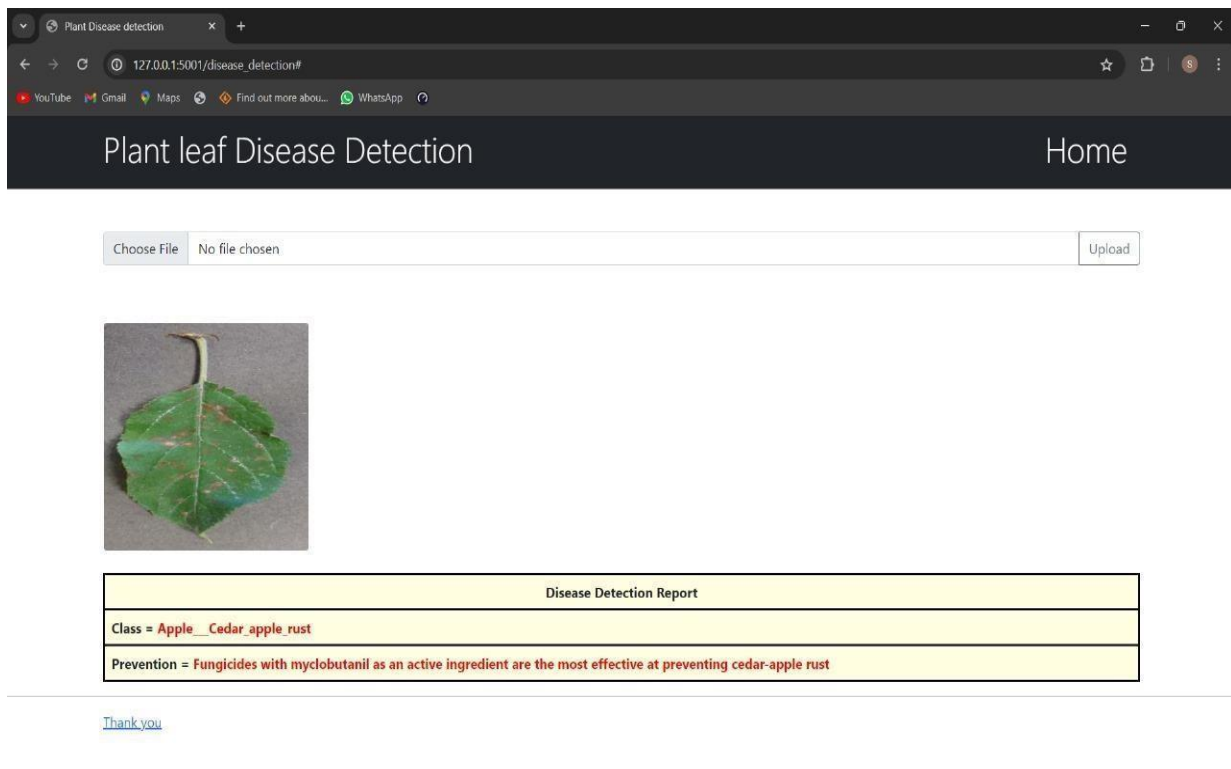 Plant Disease detection
127.0.0.1:5001/disease_detection#
S
YouTube Gmail Maps Find out more abou... WhatsApp
Plant leaf Disease Detection Home
Choose File No file chosen Upload
Disease Detection Report
Class = Apple__Cedar_apple_rust
Prevention = Fungicides with myclobutanil as an active ingredient are the most effective at preventing cedar-apple rust
Thank you